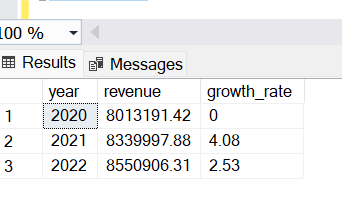 100 %
Results Messages
year revenue growth_rate
1 2020 8013191.42 0
2 2021 8339997.88 4.08
3 2022 8550906.31 2.53